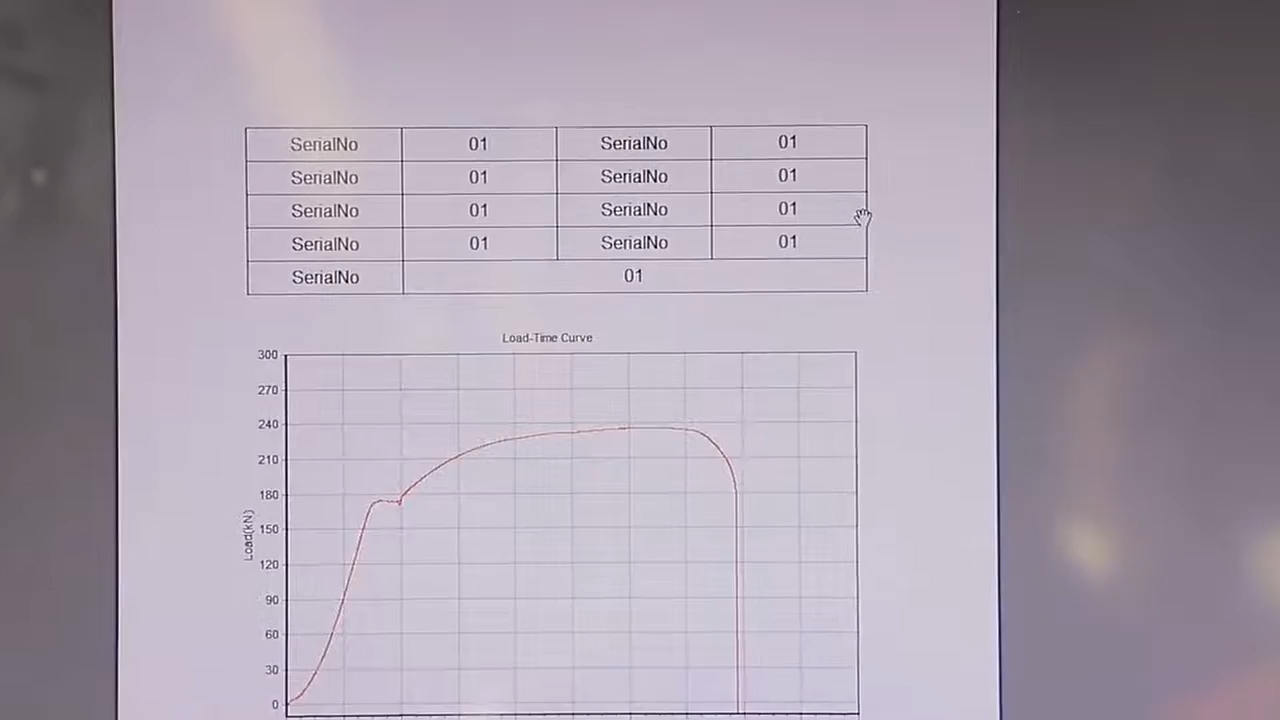 SerialNo 01 SerialNo 01
SerialNo 01 SerialNo 01
SerialNo 01 SerialNo 01
SerialNo 01 SerialNo 01
SerialNo 01
Load-Time Curve
300
270
240
210
180
150
120
90
60
30
0
Load(kN)